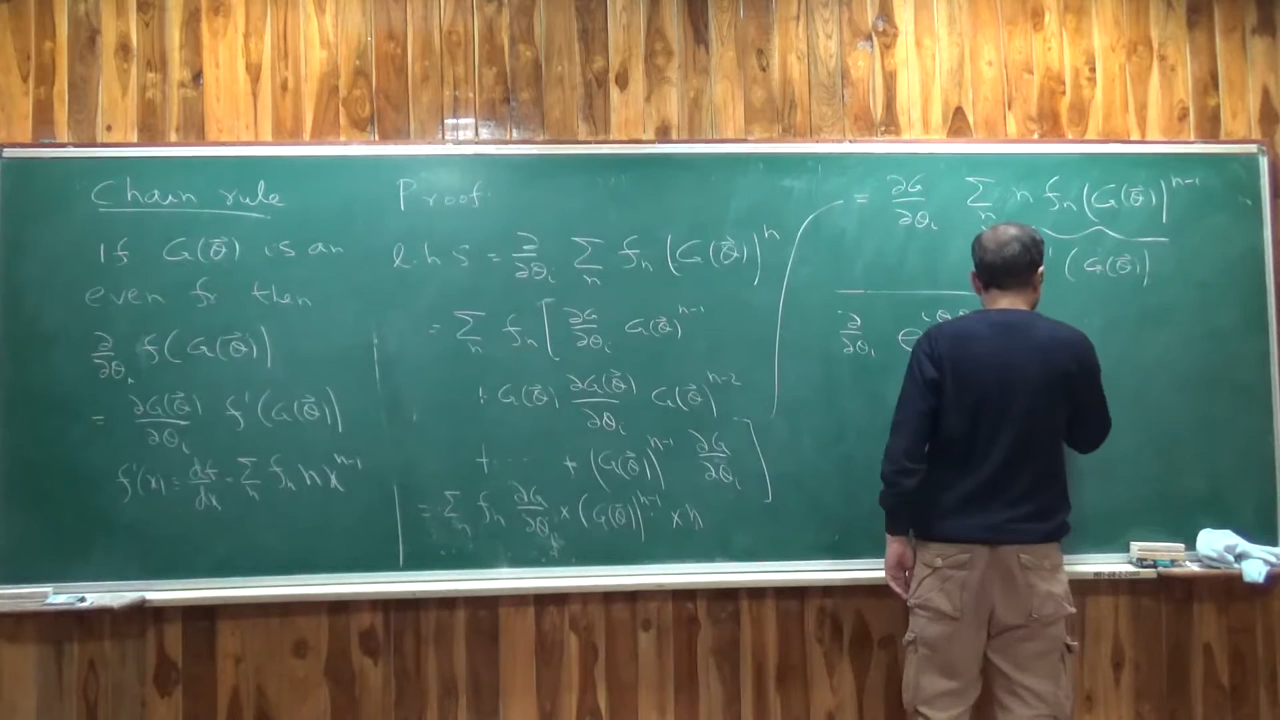 Chain rule
If G(θ⃗) is an
even fn then
∂/∂θᵢ f(G(θ⃗))
= ∂G(θ⃗)/∂θᵢ f'(G(θ⃗))
f'(x) = df/dx = Σₙ fₙ n xⁿ⁻¹
Proof:
l.h.s = ∂/∂θᵢ Σₙ fₙ (G(θ⃗))ⁿ
= Σₙ fₙ [ ∂G/∂θᵢ G(θ⃗)ⁿ⁻¹
+ G(θ⃗) ∂G(θ⃗)/∂θᵢ G(θ⃗)ⁿ⁻²
+ .... + (G(θ⃗))ⁿ⁻¹ ∂G/∂θᵢ ]
= Σₙ fₙ ∂G/∂θᵢ × (G(θ⃗))ⁿ⁻¹ × n
= ∂G/∂θᵢ Σₙ n fₙ (G(θ⃗))ⁿ⁻¹
' (G(θ⃗))
∂/∂θᵢ e